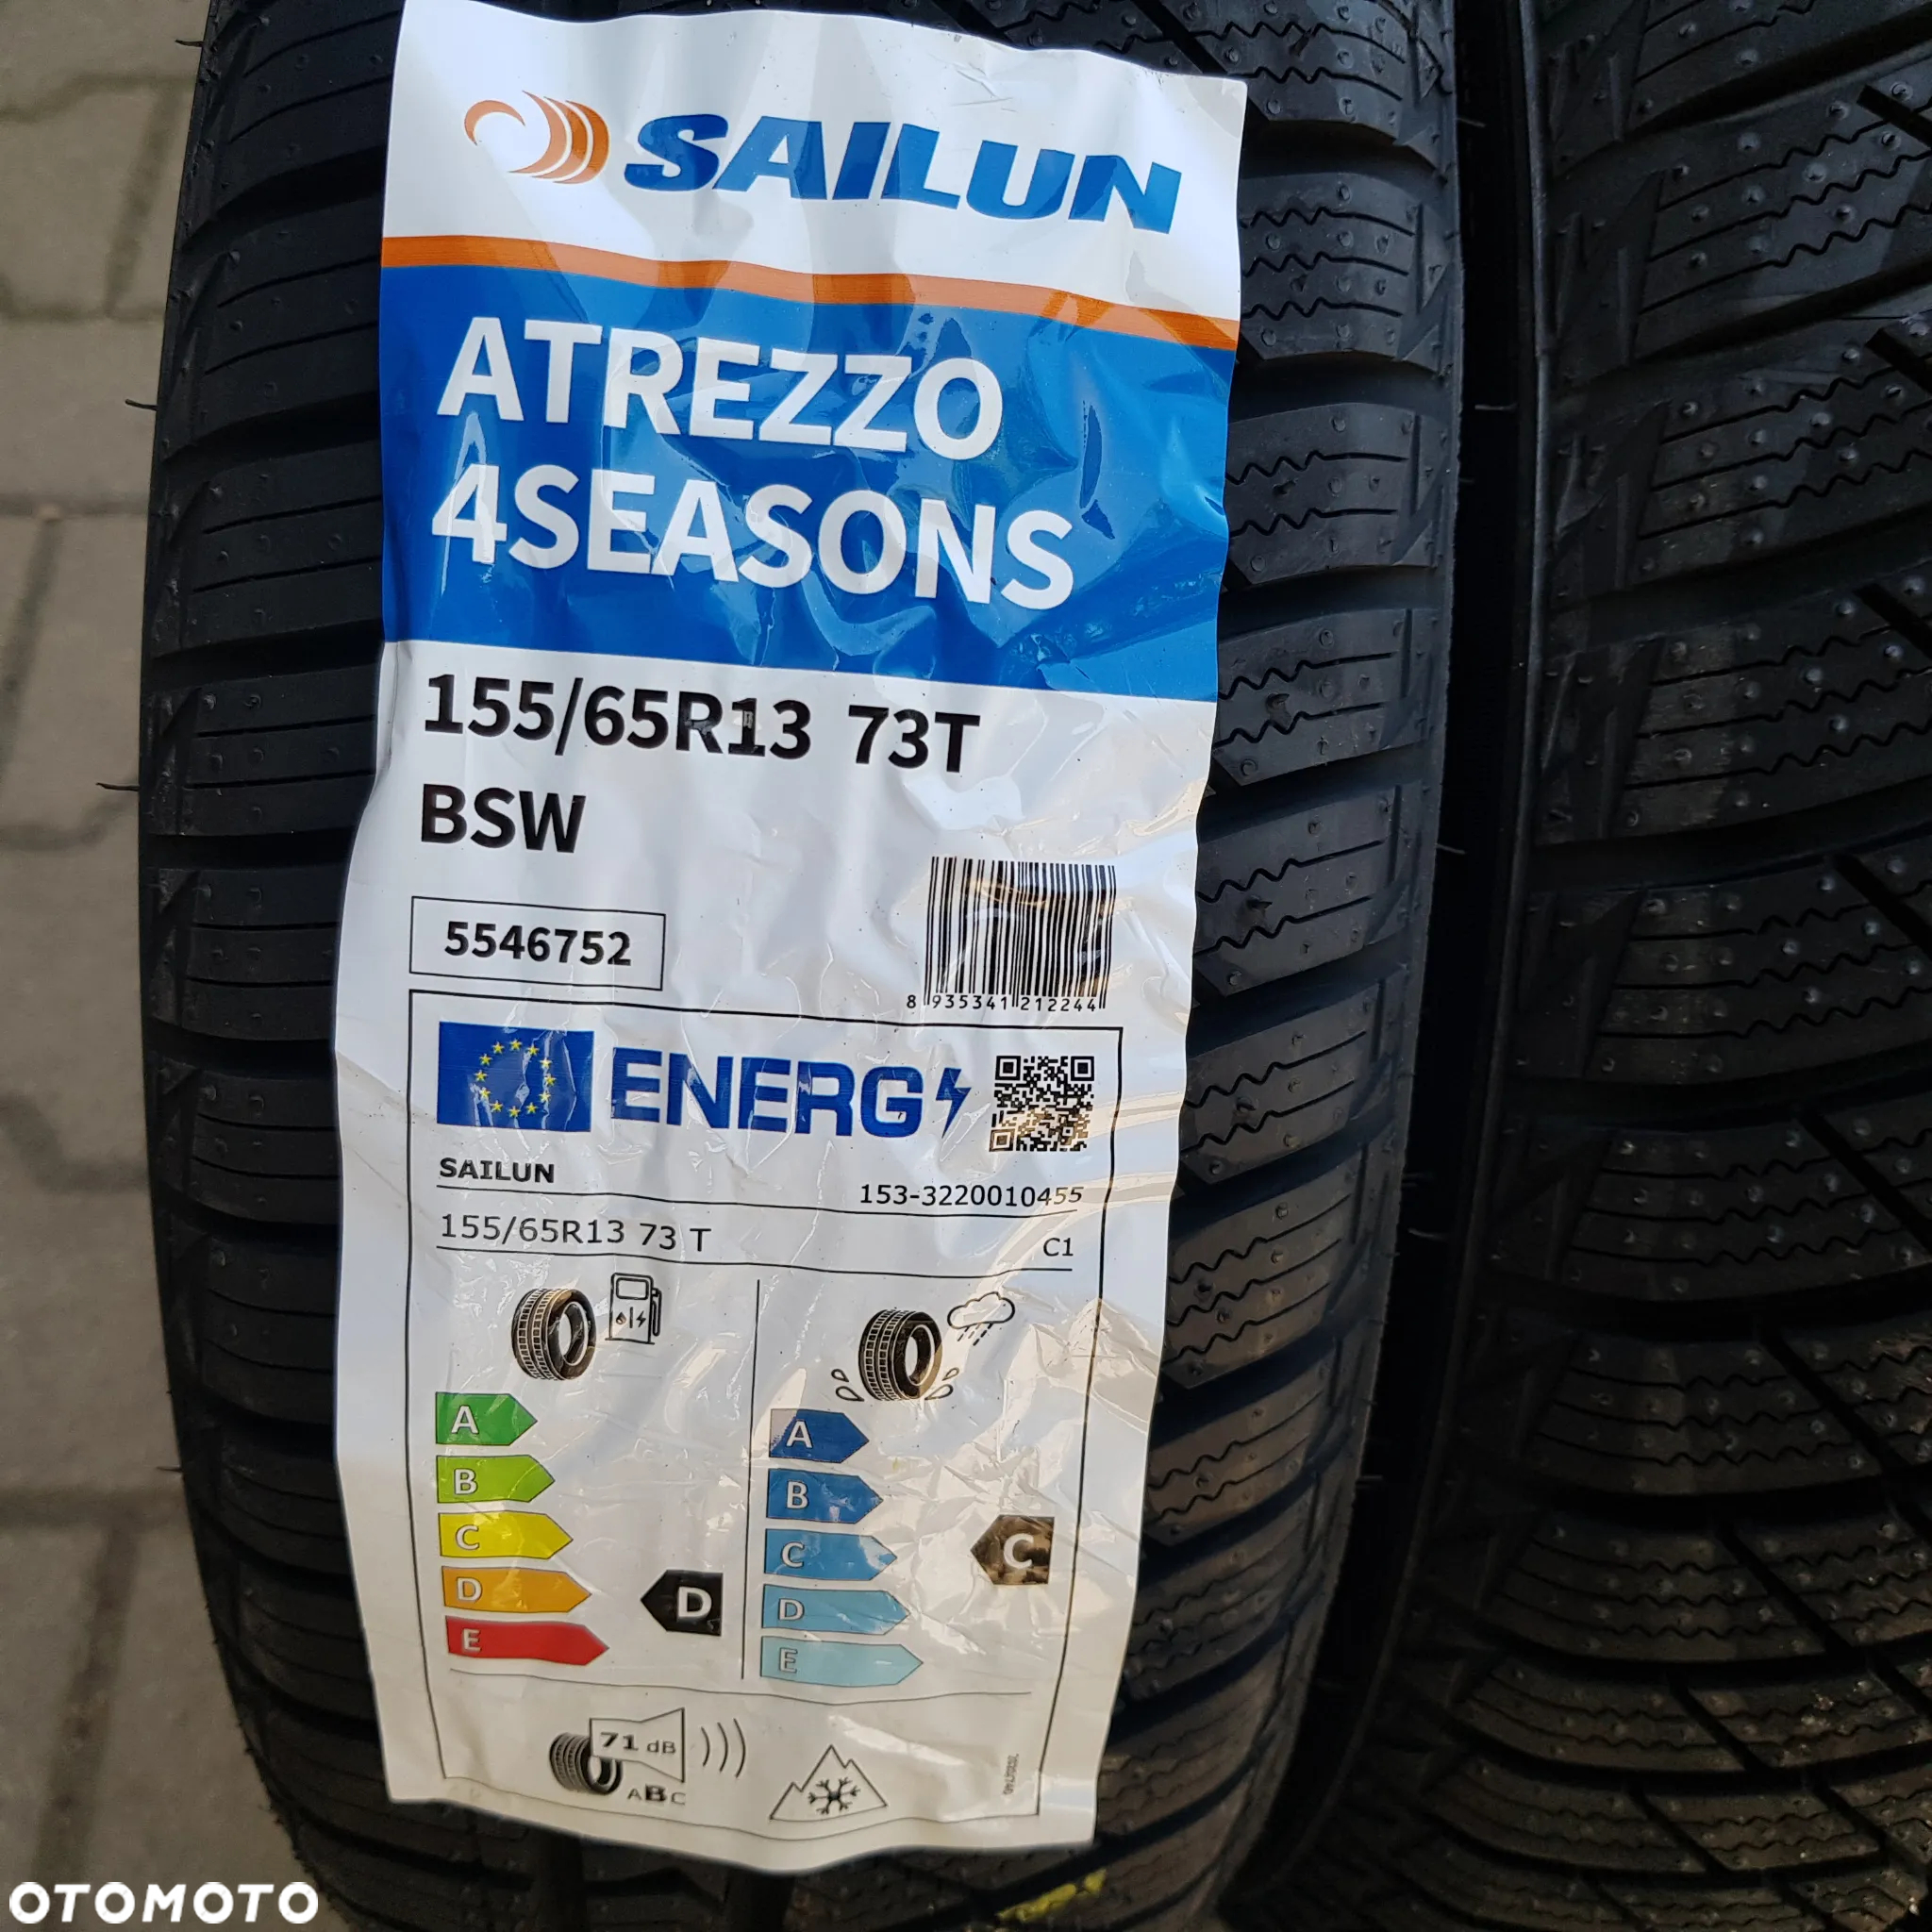 SAILUN
ATREZZO
4SEASONS
155/65R13 73T
BSW
5546752
8 935341 212244
ENERG
SAILUN
153-3220010455
155/65R13 73 T
C1
A
B
C
D
E
D
A
B
C
D
E
C
71 dB
ABC
OTOMOTO